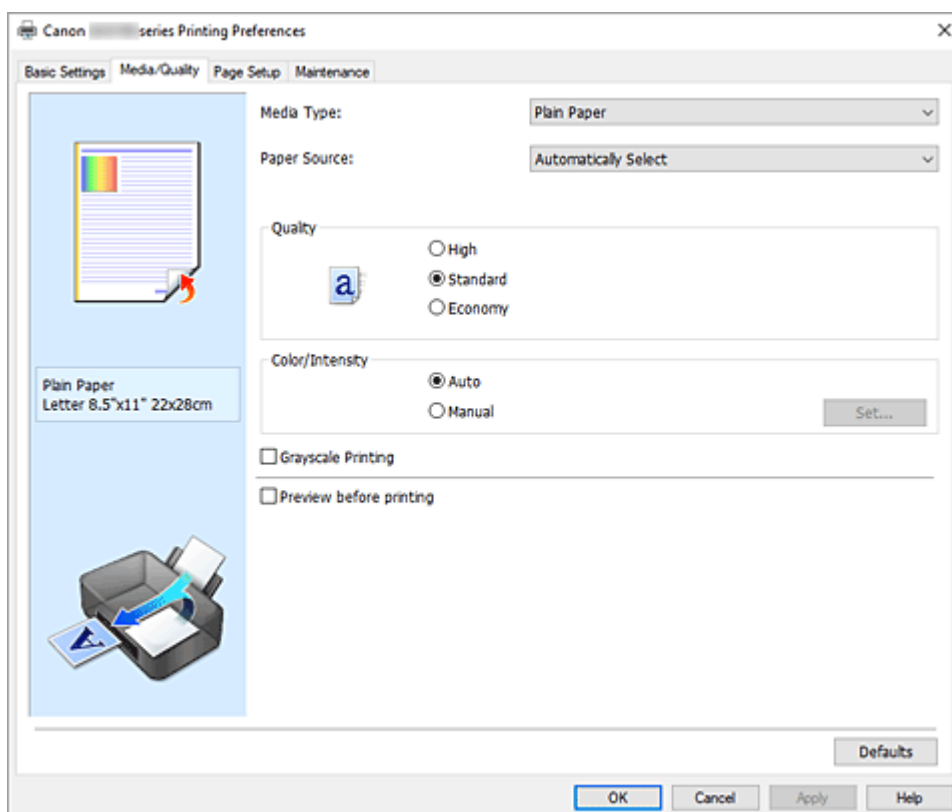 Canon series Printing Preferences
Basic Settings Media/Quality Page Setup Maintenance
Media Type: Plain Paper
Paper Source: Automatically Select
Quality
High
a Standard
Economy
Color/Intensity
Plain Paper Auto
Letter 8.5"x11" 22x28cm Manual Set...
Grayscale Printing
Preview before printing
A
Defaults
OK Cancel Apply Help